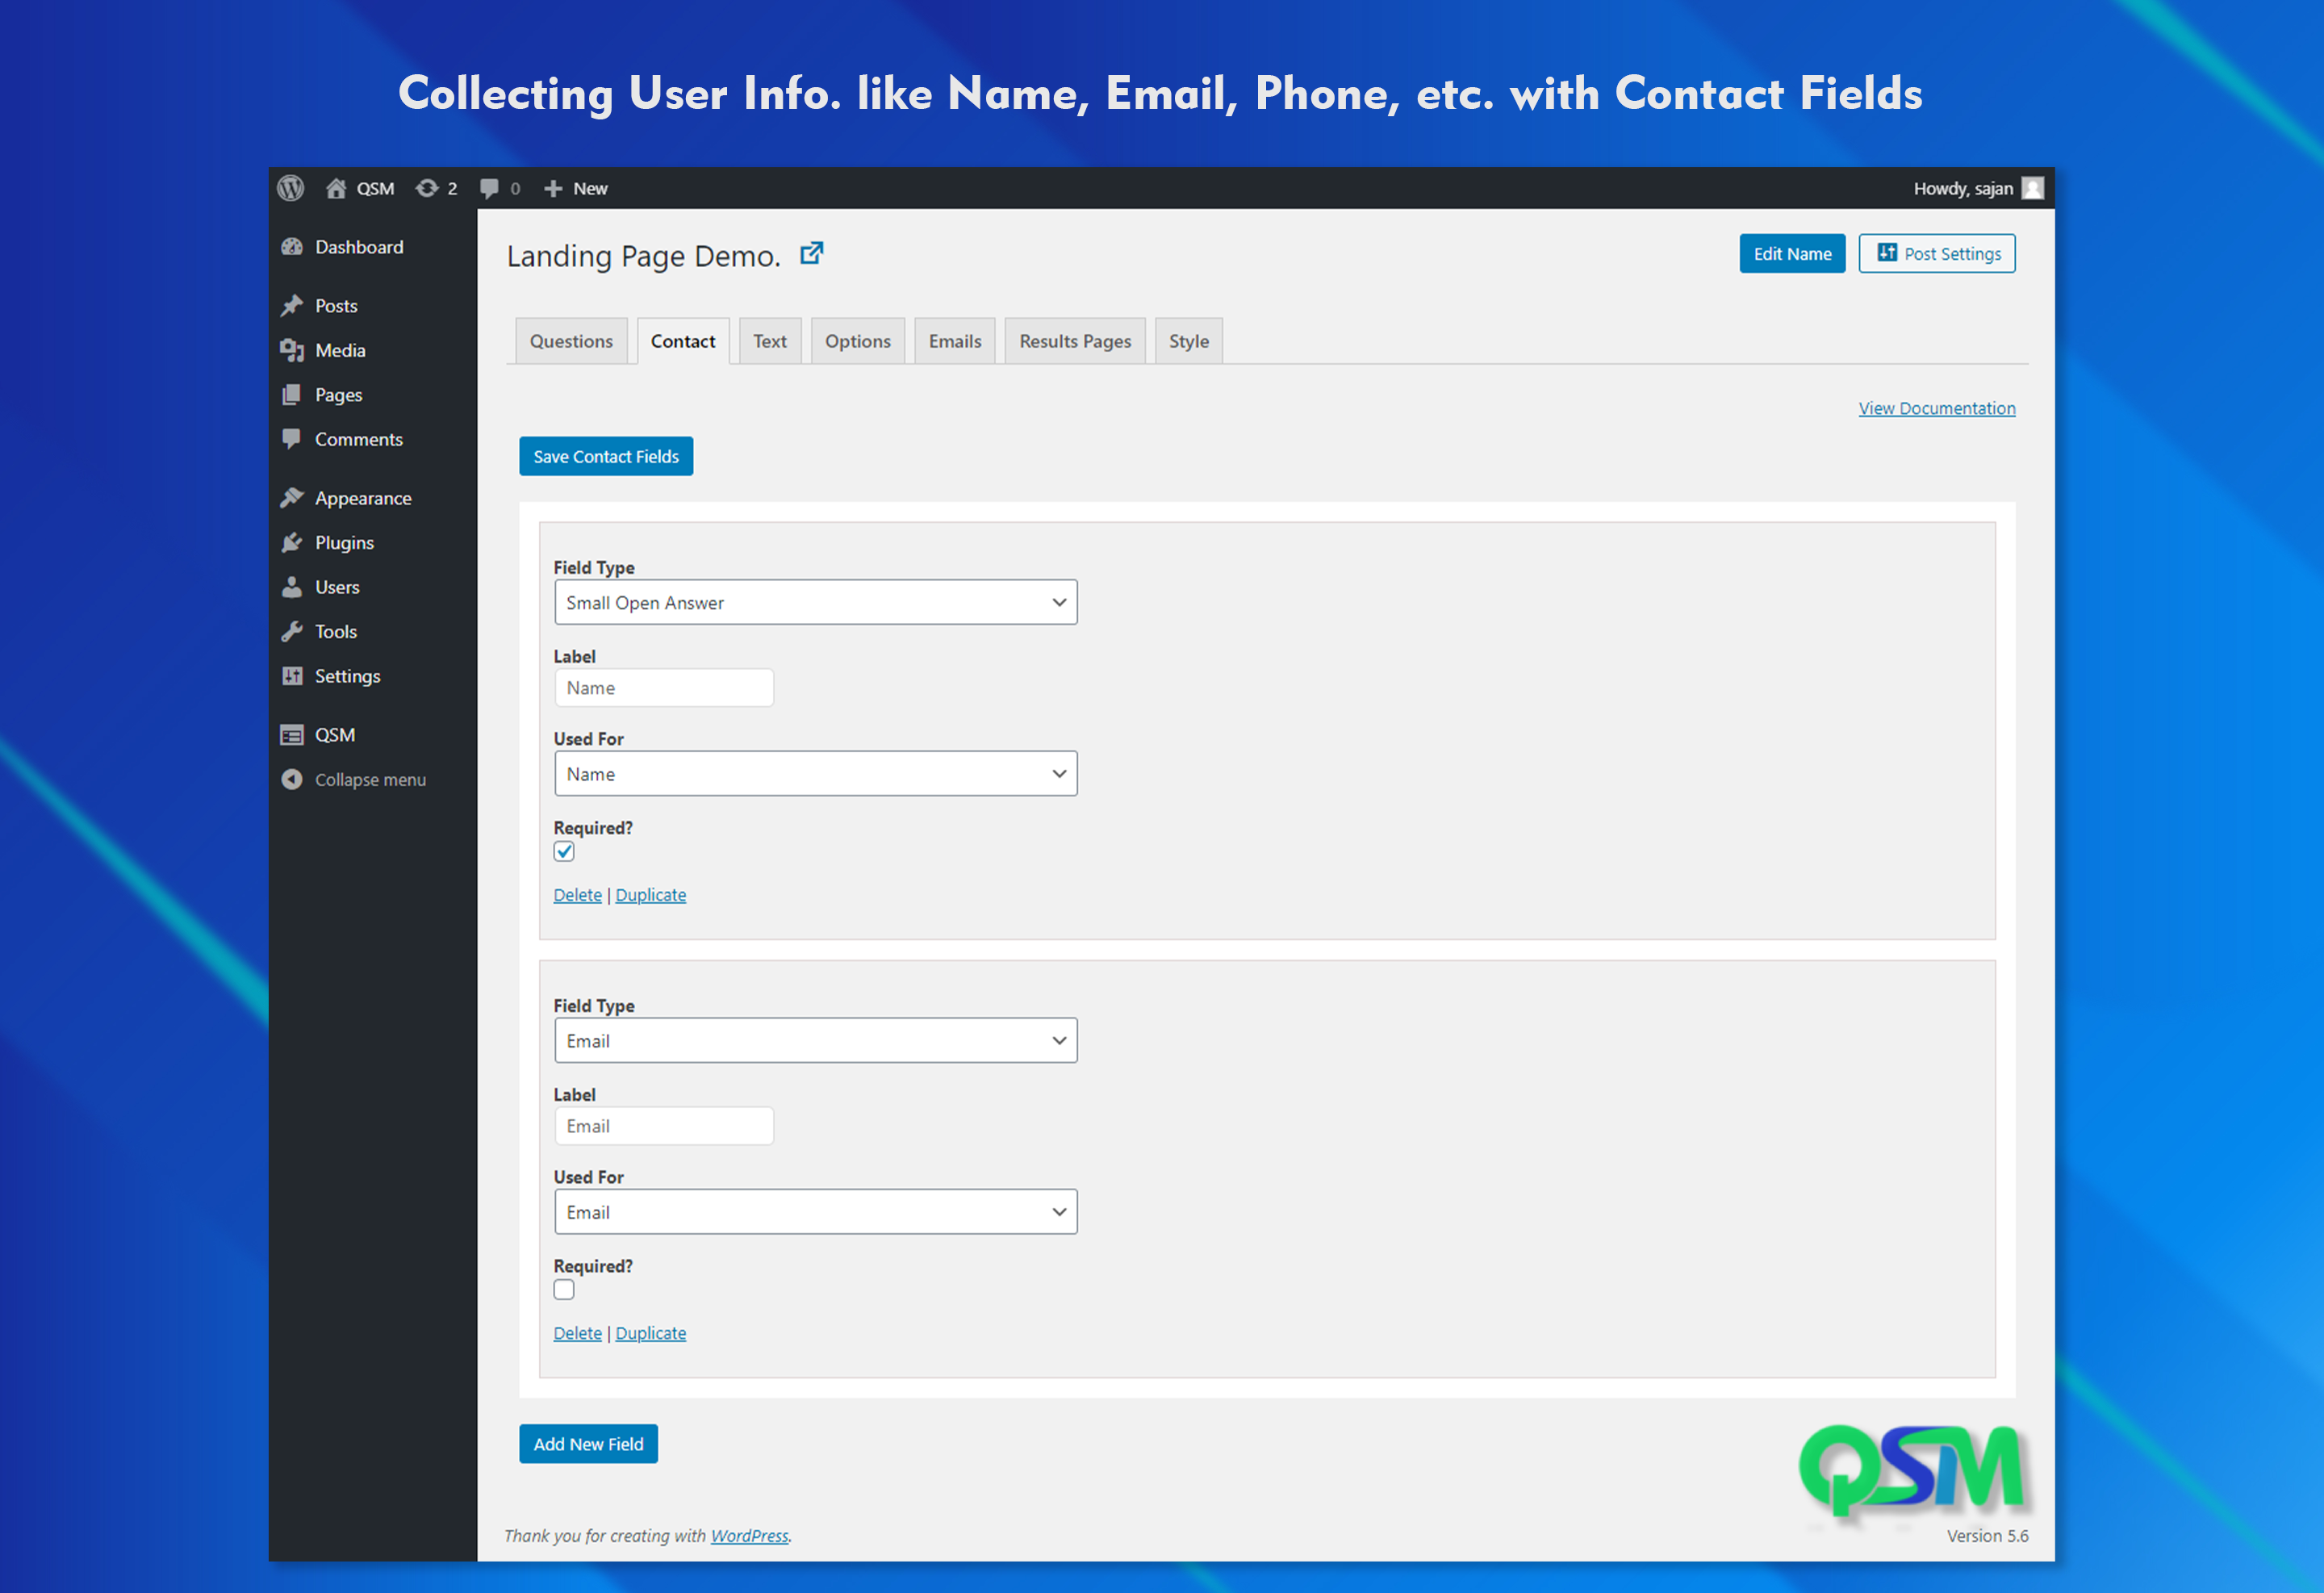 Collecting User Info. like Name, Email, Phone, etc. with Contact Fields
QSM 2 0 New Howdy, sajan
Dashboard
Posts
Media
Pages
Comments
Appearance
Plugins
Users
Tools
Settings
QSM
Collapse menu
Landing Page Demo.
Edit Name Post Settings
Questions Contact Text Options Emails Results Pages Style
View Documentation
Save Contact Fields
Field Type
Small Open Answer
Label
Name
Used For
Name
Required?
Delete | Duplicate
Field Type
Email
Label
Email
Used For
Email
Required?
Delete | Duplicate
Add New Field
QSM
Thank you for creating with WordPress.
Version 5.6